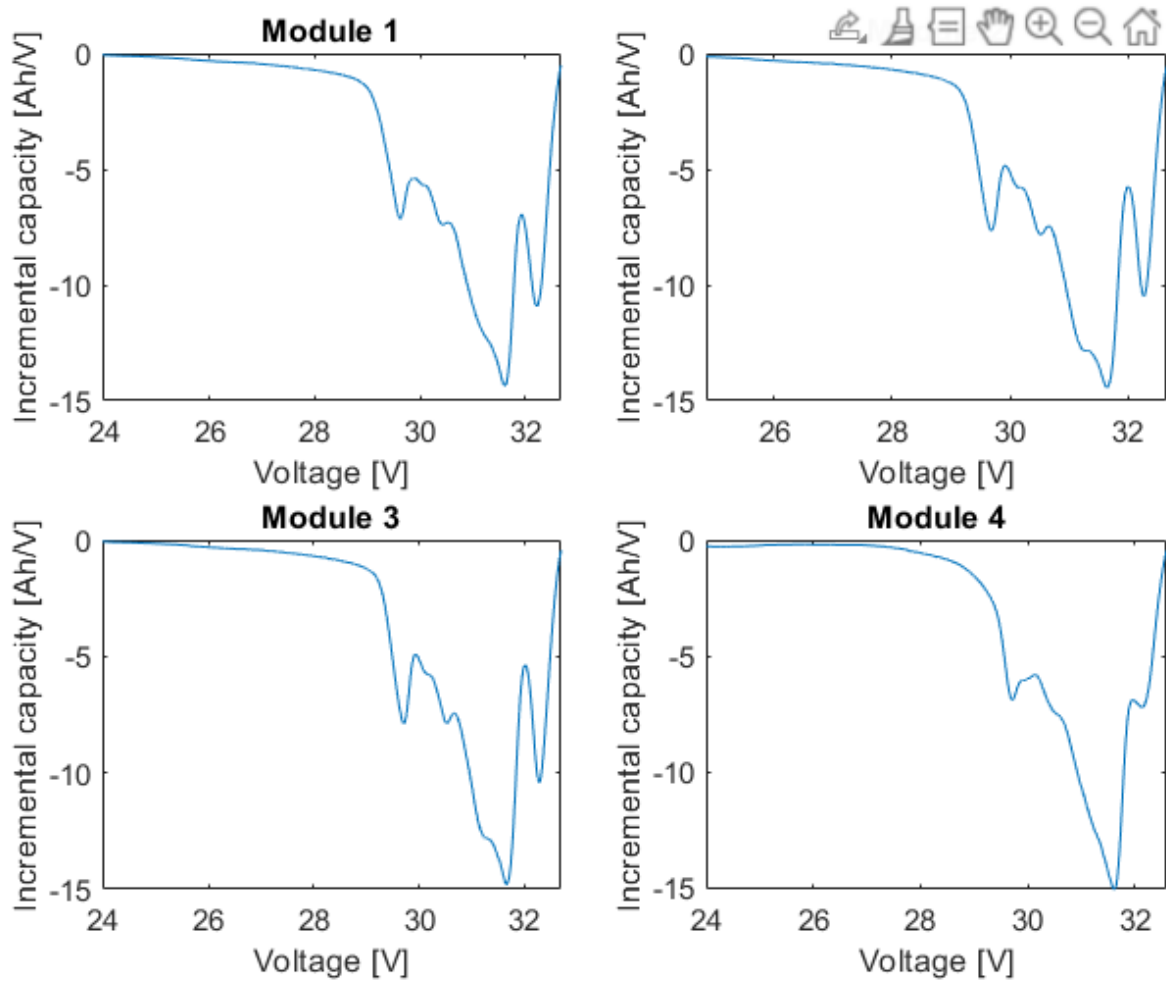 Module 1
Incremental capacity [Ah/V]
0
-5
-10
-15
24 26 28 30 32
Voltage [V]
Incremental capacity [Ah/V]
0
-5
-10
-15
26 28 30 32
Voltage [V]
Module 3
Incremental capacity [Ah/V]
0
-5
-10
-15
24 26 28 30 32
Voltage [V]
Module 4
Incremental capacity [Ah/V]
0
-5
-10
-15
24 26 28 30 32
Voltage [V]